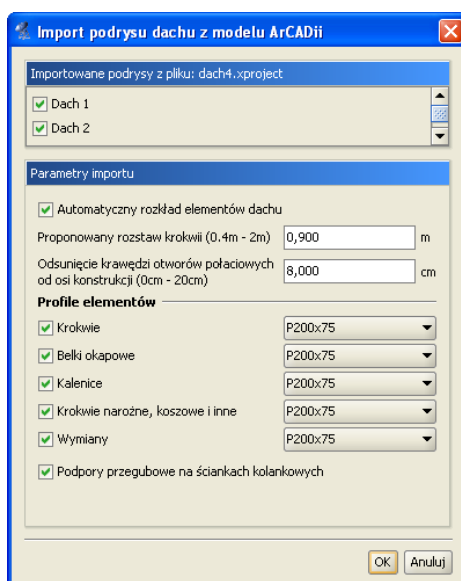 Import podrysu dachu z modelu ArCADii
Importowane podrysy z pliku: dach4.xproject
Dach 1
Dach 2
Parametry importu
Automatyczny rozkład elementów dachu
Proponowany rozstaw krokwii (0.4m - 2m) 0,900 m
Odsunięcie krawędzi otworów połaciowych
od osi konstrukcji (0cm - 20cm) 8,000 cm
Profile elementów
Krokwie P200x75
Belki okapowe P200x75
Kalenice P200x75
Krokwie narożne, koszowe i inne P200x75
Wymiany P200x75
Podpory przegubowe na ściankach kolankowych
OK Anuluj